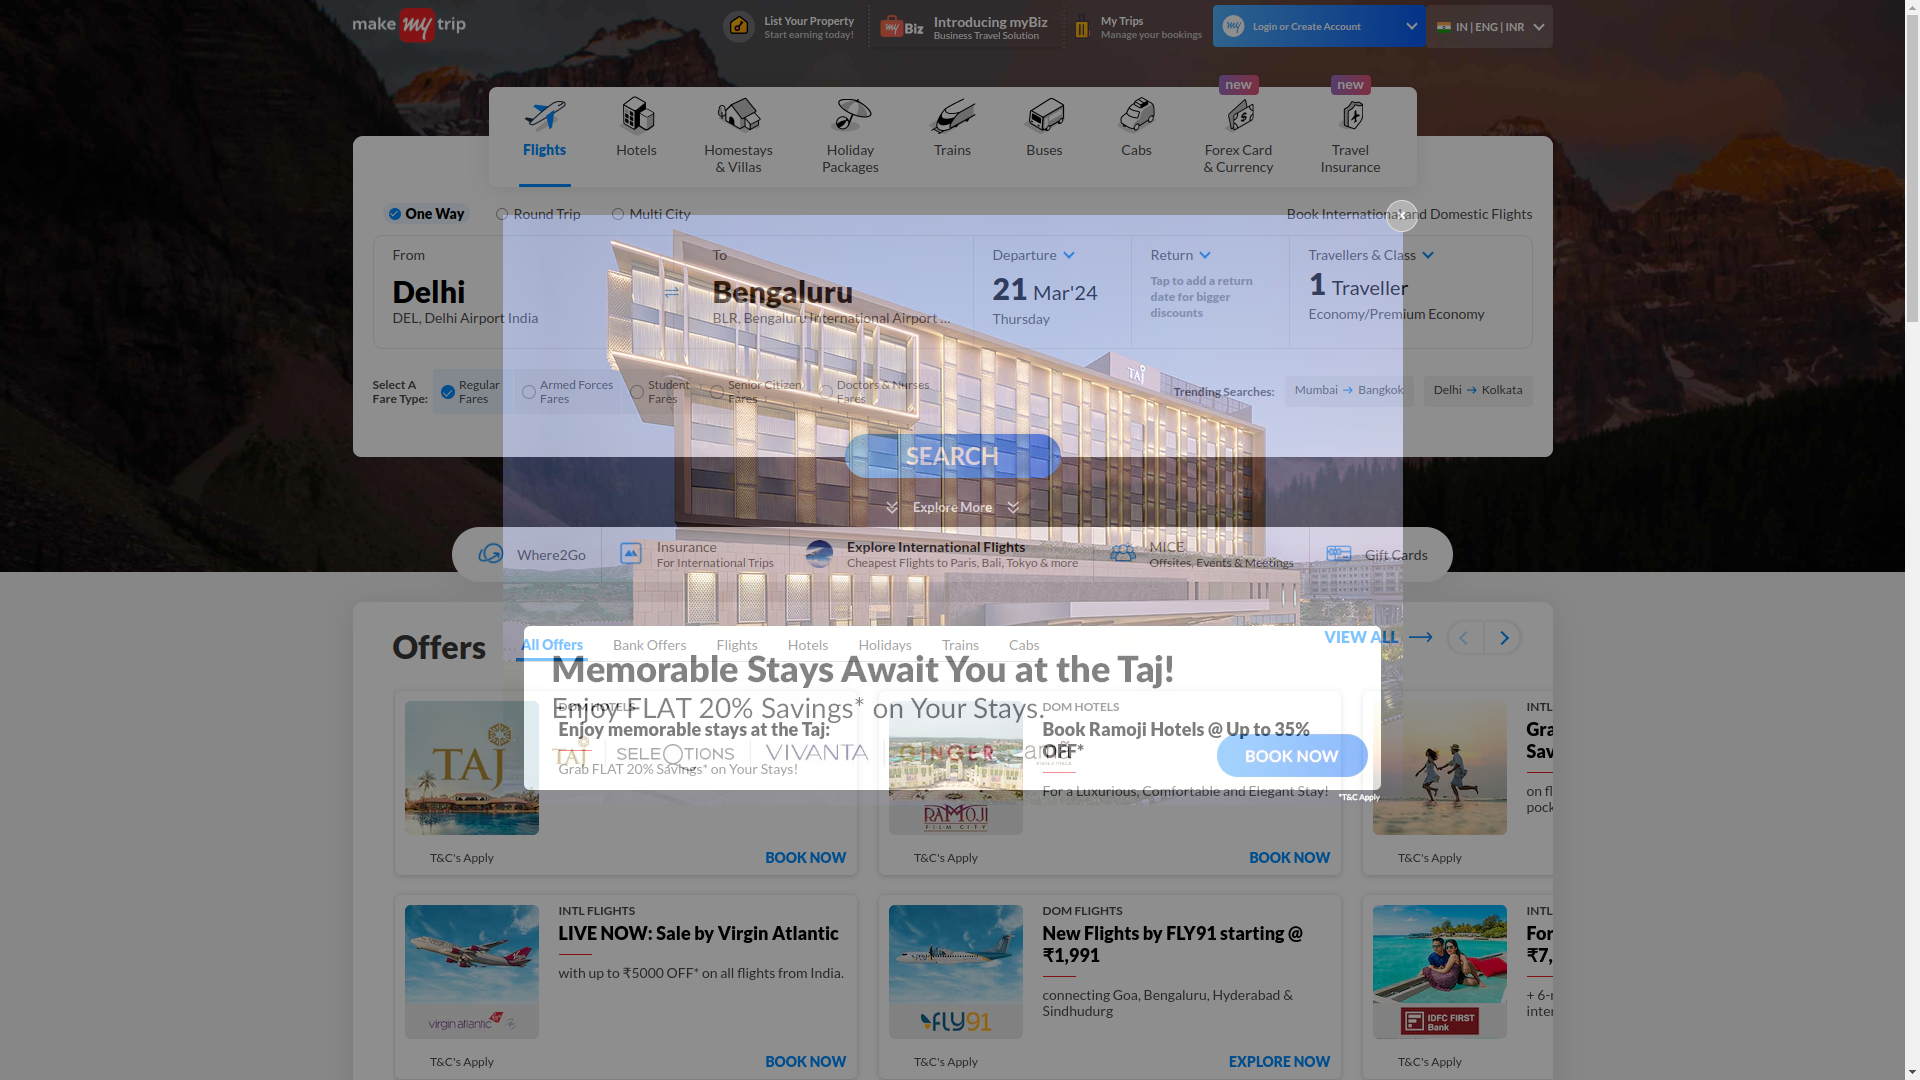 make my trip
List Your Property
Start earning today!
my Biz
Introducing myBiz
Business Travel Solution
My Trips
Manage your bookings
my
Login or Create Account
IN | ENG | INR
new
new
Flights
Hotels
Homestays
& Villas
Holiday
Packages
Trains
Buses
Cabs
Forex Card
& Currency
Travel
Insurance
One Way
Round Trip
Multi City
Book International and Domestic Flights
From
Delhi
DEL, Delhi Airport India
To
Bengaluru
BLR, Bengaluru International Airport ...
Departure
21 Mar'24
Thursday
Return
Tap to add a return
date for bigger
discounts
Travellers & Class
1 Traveller
Economy/Premium Economy
TAJ
Select A
Fare Type:
Regular
Fares
Armed Forces
Fares
Student
Fares
Senior Citizen
Fares
Doctors & Nurses
Fares
Trending Searches:
Mumbai → Bangkok
Delhi → Kolkata
SEARCH
Explore More
Where2Go
Insurance
For International Trips
Explore International Flights
Cheapest Flights to Paris, Bali, Tokyo & more
MICE
Offsites, Events & Meetings
Gift Cards
Offers
All Offers
Bank Offers
Flights
Hotels
Holidays
Trains
Cabs
VIEW ALL
Memorable Stays Await You at the Taj!
Enjoy FLAT 20% Savings* on Your Stays.
TAJ
SELEQTIONS
VIVANTA
GINGER
BOOK NOW
*T&C Apply
TAJ
DOM HOTELS
Enjoy memorable stays at the Taj:
Grab FLAT 20% Savings* on Your Stays!
T&C's Apply
BOOK NOW
RAMOJI
FILM CITY
DOM HOTELS
Book Ramoji Hotels @ Up to 35%
OFF*
For a Luxurious, Comfortable and Elegant Stay!
T&C's Apply
BOOK NOW
INTL
Gra
Sav
on fl
pock
T&C's Apply
virgin atlantic
INTL FLIGHTS
LIVE NOW: Sale by Virgin Atlantic
with up to ₹5000 OFF* on all flights from India.
T&C's Apply
BOOK NOW
FLY91
DOM FLIGHTS
New Flights by FLY91 starting @
₹1,991
connecting Goa, Bengaluru, Hyderabad &
Sindhudurg
T&C's Apply
EXPLORE NOW
IDFC FIRST
Bank
INTL
For
₹7,
+ 6-r
inter
T&C's Apply